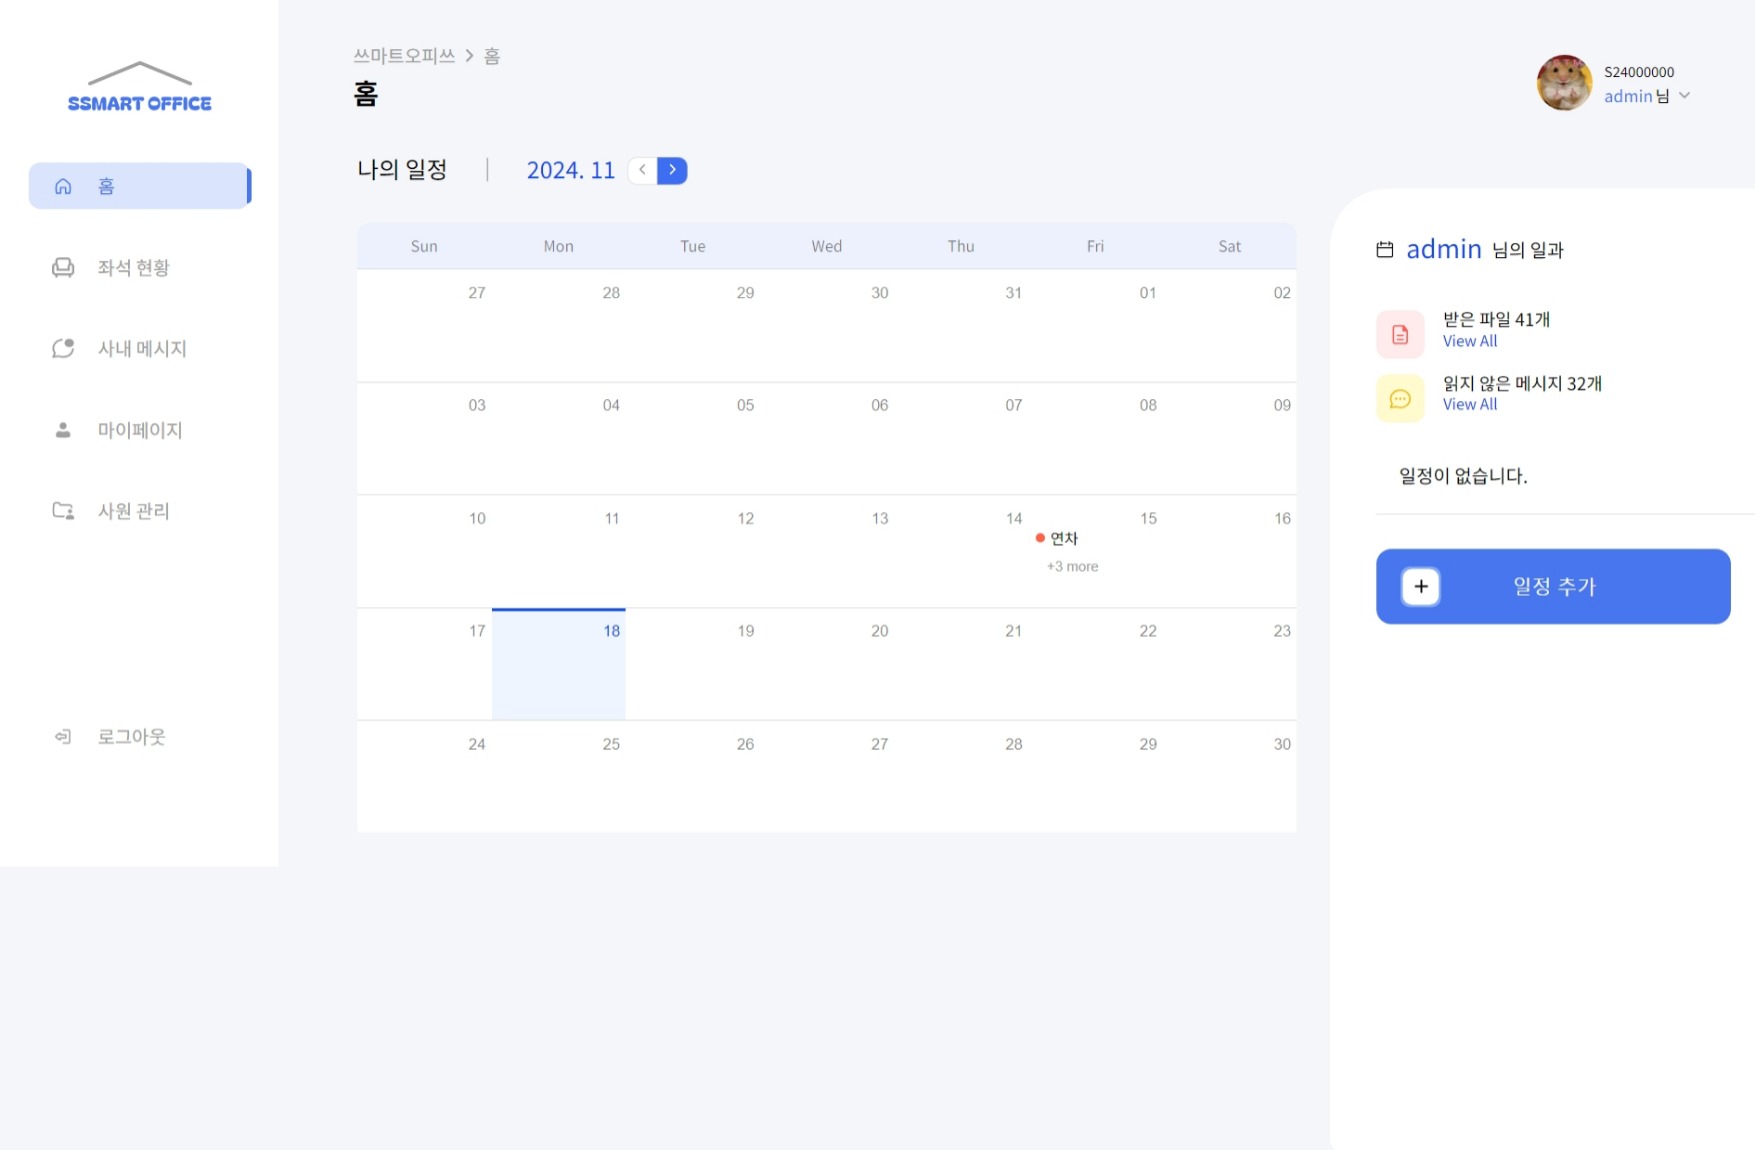 SSMART OFFICE
홈
좌석 현황
사내 메시지
마이페이지
사원 관리
로그아웃
쓰마트오피쓰 > 홈
홈
S24000000
admin 님
나의 일정 | 2024. 11
Sun Mon Tue Wed Thu Fri Sat
27 28 29 30 31 01 02
03 04 05 06 07 08 09
10 11 12 13 14 15 16
연차
+3 more
17 18 19 20 21 22 23
24 25 26 27 28 29 30
admin 님의 일과
받은 파일 41개
View All
읽지 않은 메시지 32개
View All
일정이 없습니다.
일정 추가